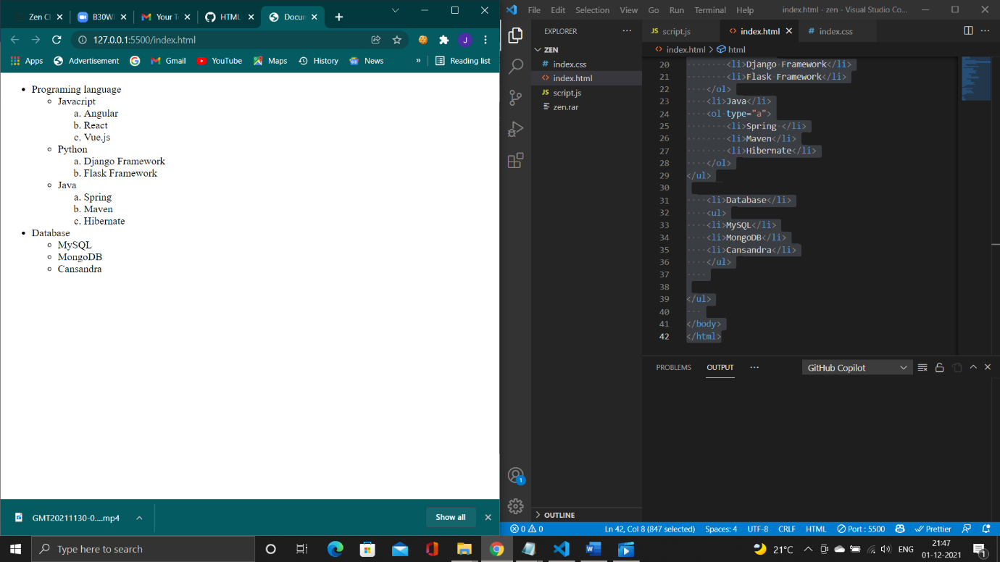 Zen Cl
B30W
Your T
HTML
Docum
127.0.0.1:5500/index.html
J
Apps
Advertisement
Gmail
YouTube
Maps
History
News
»
Reading list
• Programing language
Javacript
a. Angular
b. React
c. Vue.js
Python
a. Django Framework
b. Flask Framework
Java
a. Spring
b. Maven
c. Hibernate
• Database
MySQL
MongoDB
Cansandra
GMT20211130-0....mp4
Show all
File Edit Selection View Go Run Terminal Help
index.html - zen - Visual Studio Co...
EXPLORER
ZEN
# index.css
<> index.html
JS script.js
zen.rar
OUTLINE
JS script.js
<> index.html
# index.css
<> index.html > html
20 <li>Django Framework</li>
21 <li>Flask Framework</li>
22 </ol>
23 <li>Java</li>
24 <ol type="a">
25 <li>Spring </li>
26 <li>Maven</li>
27 <li>Hibernate</li>
28 </ol>
29 </ul>
30
31 <li>Database</li>
32 <ul>
33 <li>MySQL</li>
34 <li>MongoDB</li>
35 <li>Cansandra</li>
36 </ul>
37
38
39 </ul>
40
41 </body>
42 </html>
PROBLEMS OUTPUT ...
GitHub Copilot
1
0 0
Ln 42, Col 8 (847 selected)
Spaces: 4
UTF-8
CRLF
HTML
Port : 5500
Prettier
Type here to search
21°C
ENG
21:47
01-12-2021
1